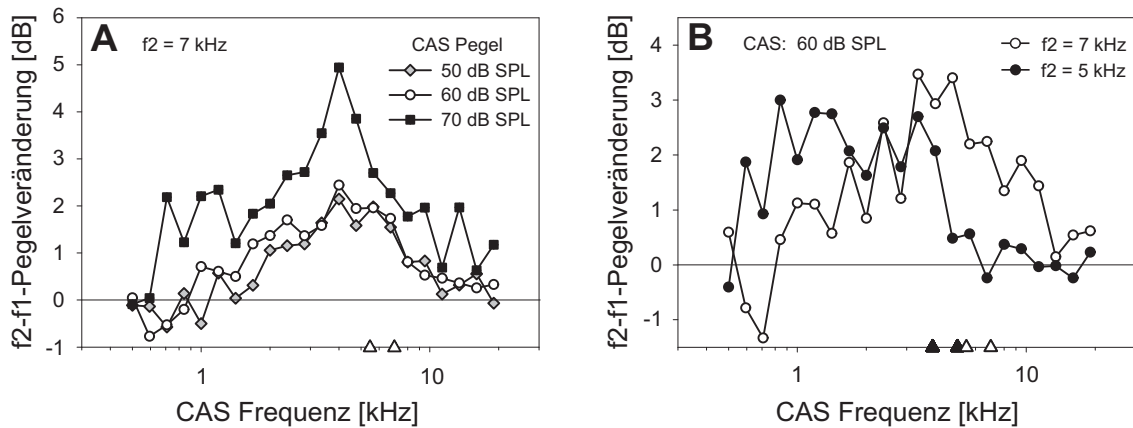 A
f2 = 7 kHz
CAS Pegel
50 dB SPL
60 dB SPL
70 dB SPL
f2-f1-Pegelveränderung [dB]
6
5
4
3
2
1
0
-1
1
10
CAS Frequenz [kHz]
B
CAS: 60 dB SPL
f2 = 7 kHz
f2 = 5 kHz
f2-f1-Pegelveränderung [dB]
4
3
2
1
0
-1
1
10
CAS Frequenz [kHz]